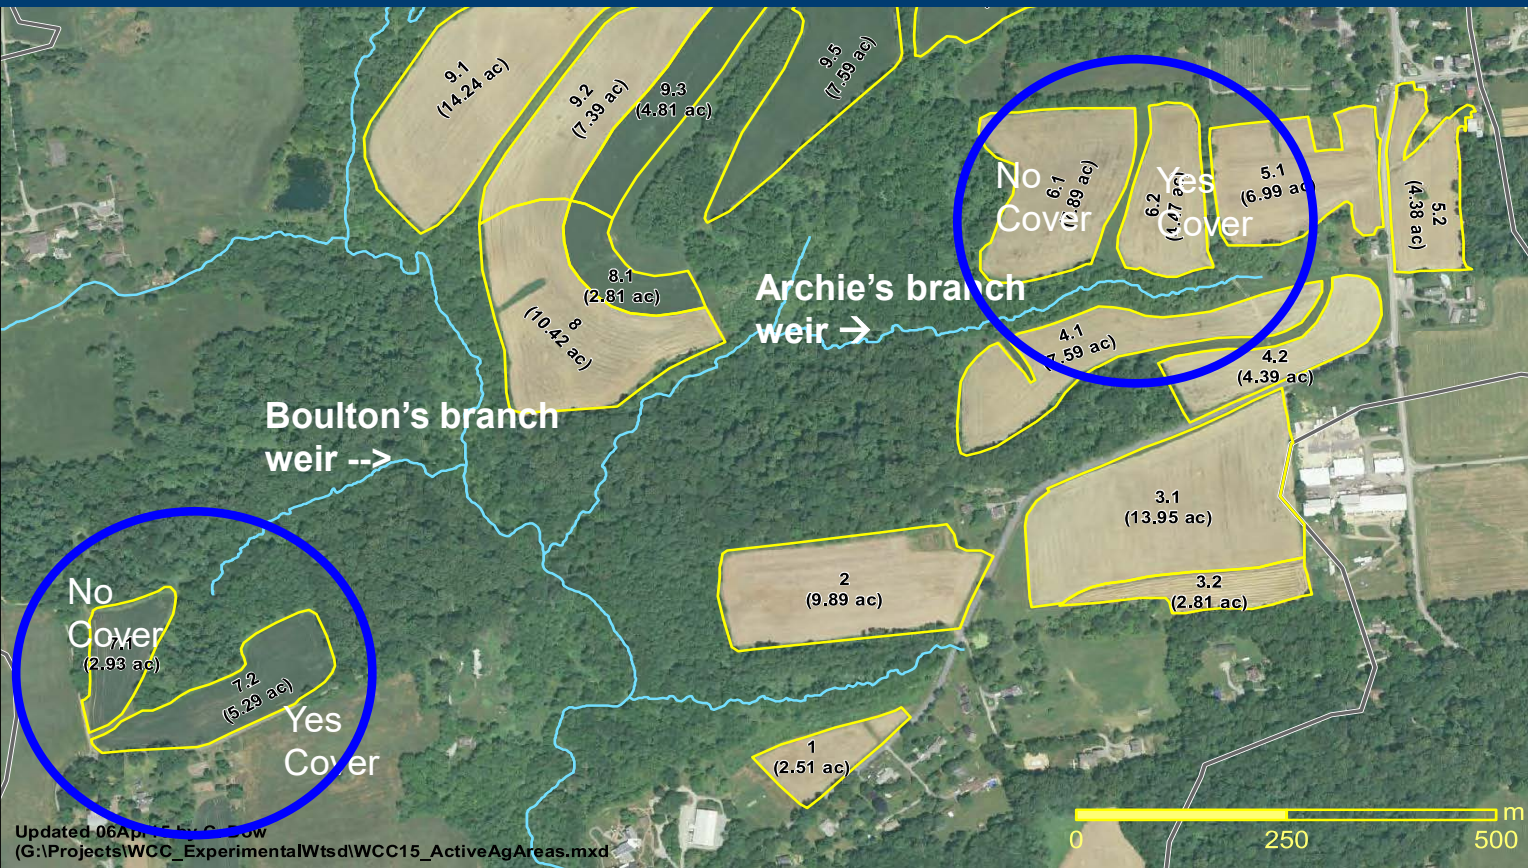 9.1
(14.24 ac)
9.2
(7.39 ac)
9.3
(4.81 ac)
9.5
(7.59 ac)
No
Cover
6.1
.89 ac)
Yes
Cover
6.2
5.1
(6.99 ac)
5.2
(4.38 ac)
8.1
(2.81 ac)
8
(10.42 ac)
Archie's branch
weir →
4.1
7.59 ac)
4.2
(4.39 ac)
Boulton's branch
weir -->
3.1
(13.95 ac)
3.2
(2.81 ac)
2
(9.89 ac)
No
Cover
7.1
(2.93 ac)
7.2
(5.29 ac)
Yes
Cover
1
(2.51 ac)
m
0 250 500
Updated 06Apr15 by C. Dow
(G:\Projects\WCC_ExperimentalWtsd\WCC15_ActiveAgAreas.mxd